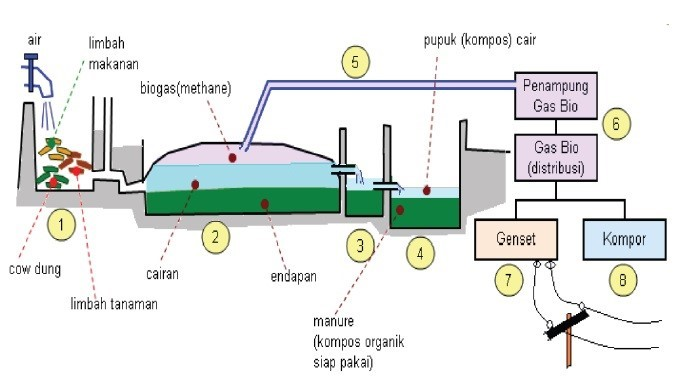 air
limbah
makanan
biogas(methane)
5
pupuk (kompos) cair
Penampung
Gas Bio
6
Gas Bio
(distribusi)
1
2
3
4
Genset
Kompor
7
8
cow dung
limbah tanaman
cairan
endapan
manure
(kompos organik
siap pakai)